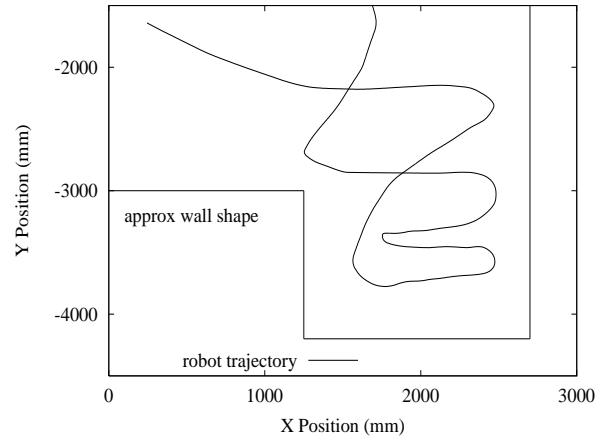 -2000
-3000
-4000
Y Position (mm)
approx wall shape
robot trajectory
0
1000
2000
3000
X Position (mm)